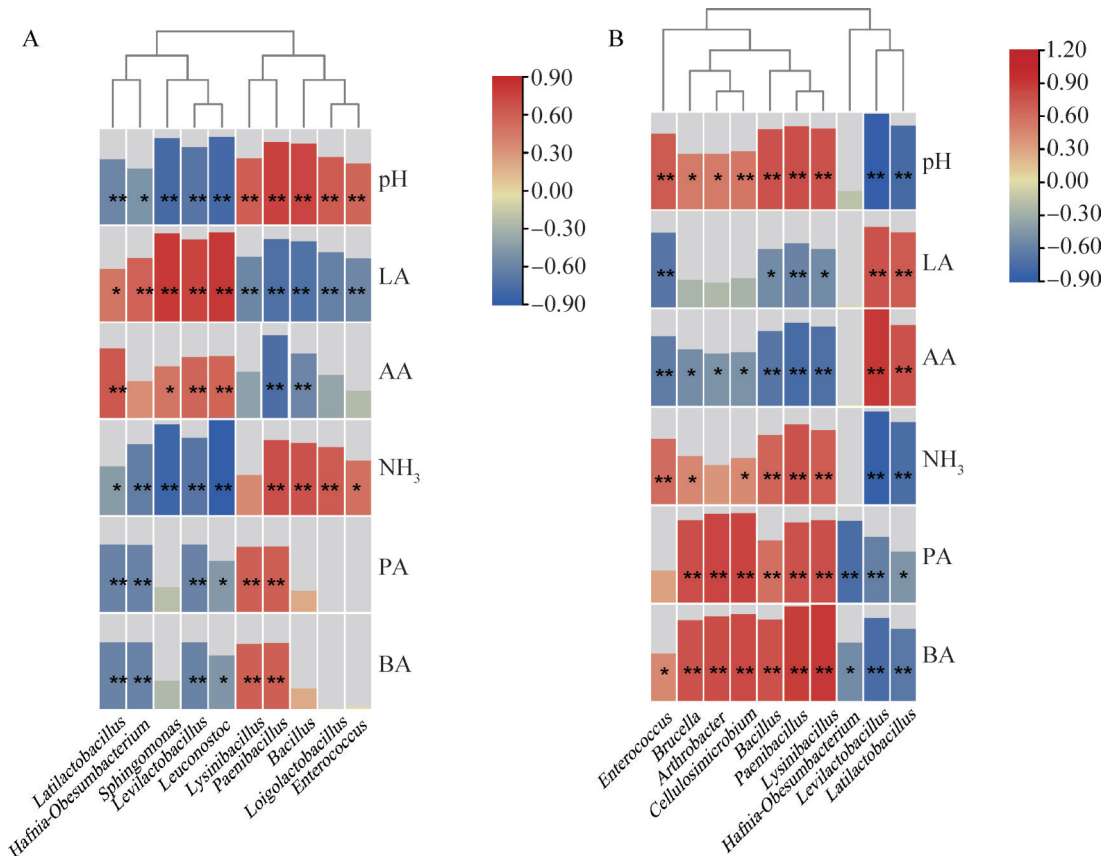 A
B
0.90
0.60
0.30
0.00
−0.30
−0.60
−0.90
1.20
0.90
0.60
0.30
0.00
−0.30
−0.60
−0.90
** * ** ** ** ** ** ** ** ** pH
* ** ** ** ** ** ** ** ** ** LA
** * ** ** ** ** AA
* ** ** ** ** ** ** ** ** * NH3
** ** ** * ** ** PA
** ** ** * ** ** BA
** * * ** ** ** ** ** ** pH
** * ** * ** ** LA
** * * * ** ** ** ** ** AA
** * * ** ** ** ** ** NH3
** ** ** ** ** ** ** ** * PA
* ** ** ** ** ** ** * ** ** BA
Latilactobacillus
Hafnia-Obesumbacterium
Sphingomonas
Levilactobacillus
Leuconostoc
Lysinibacillus
Paenibacillus
Bacillus
Loigolactobacillus
Enterococcus
Enterococcus
Brucella
Arthrobacter
Cellulosimicrobium
Bacillus
Paenibacillus
Lysinibacillus
Hafnia-Obesumbacterium
Levilactobacillus
Latilactobacillus